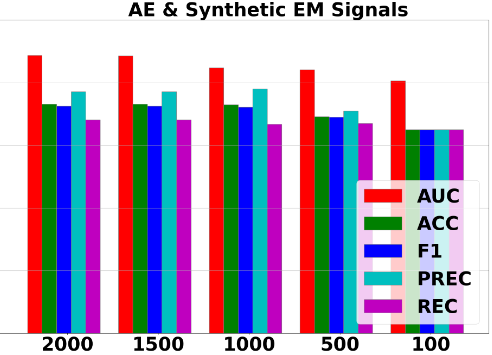 AE & Synthetic EM Signals
AUC
ACC
F1
PREC
REC
2000 1500 1000 500 100